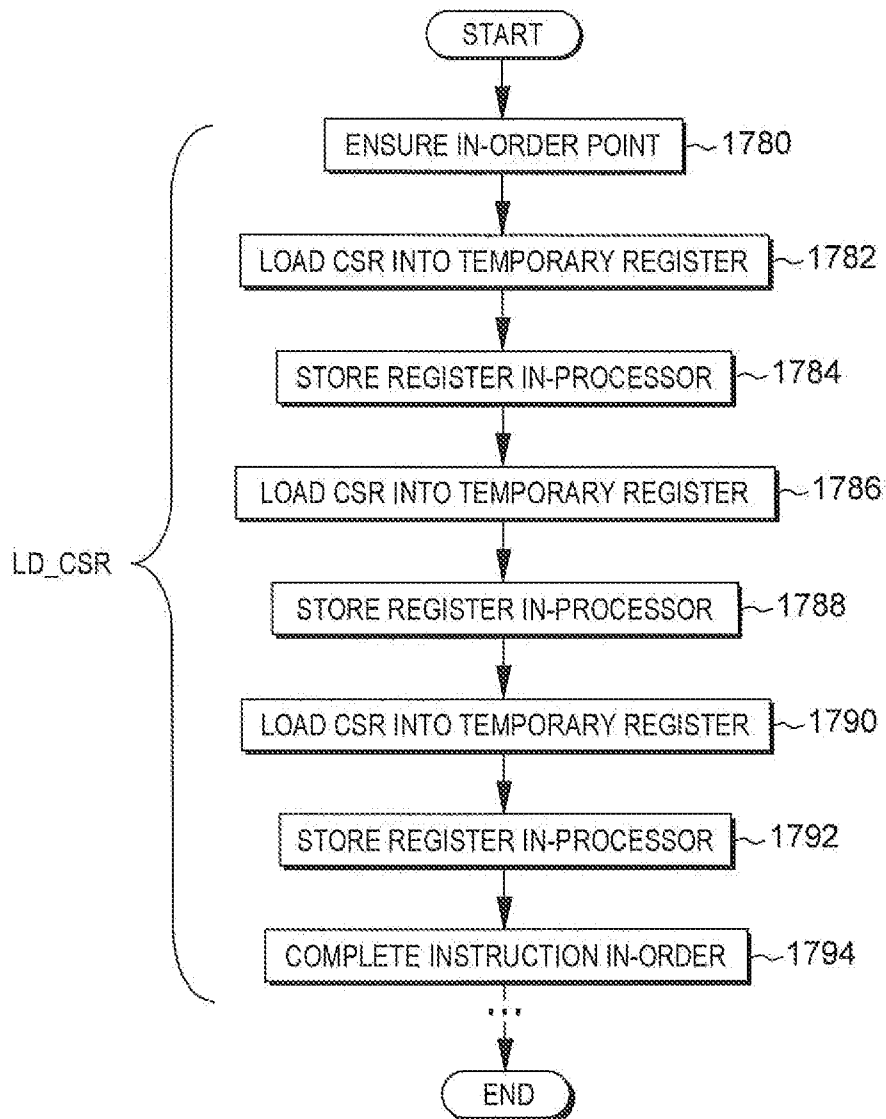 START
ENSURE IN-ORDER POINT 1780
LOAD CSR INTO TEMPORARY REGISTER 1782
STORE REGISTER IN-PROCESSOR 1784
LOAD CSR INTO TEMPORARY REGISTER 1786
LD_CSR
STORE REGISTER IN-PROCESSOR 1788
LOAD CSR INTO TEMPORARY REGISTER 1790
STORE REGISTER IN-PROCESSOR 1792
COMPLETE INSTRUCTION IN-ORDER 1794
...
END